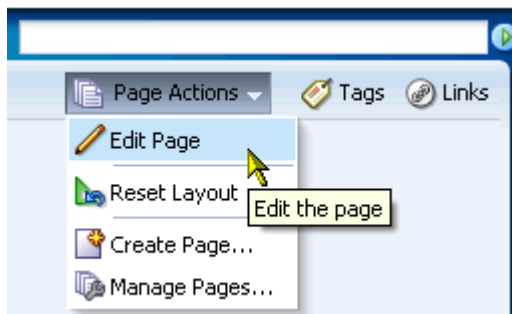 Page Actions Tags Links
Edit Page
Reset Layout
Edit the page
Create Page...
Manage Pages...